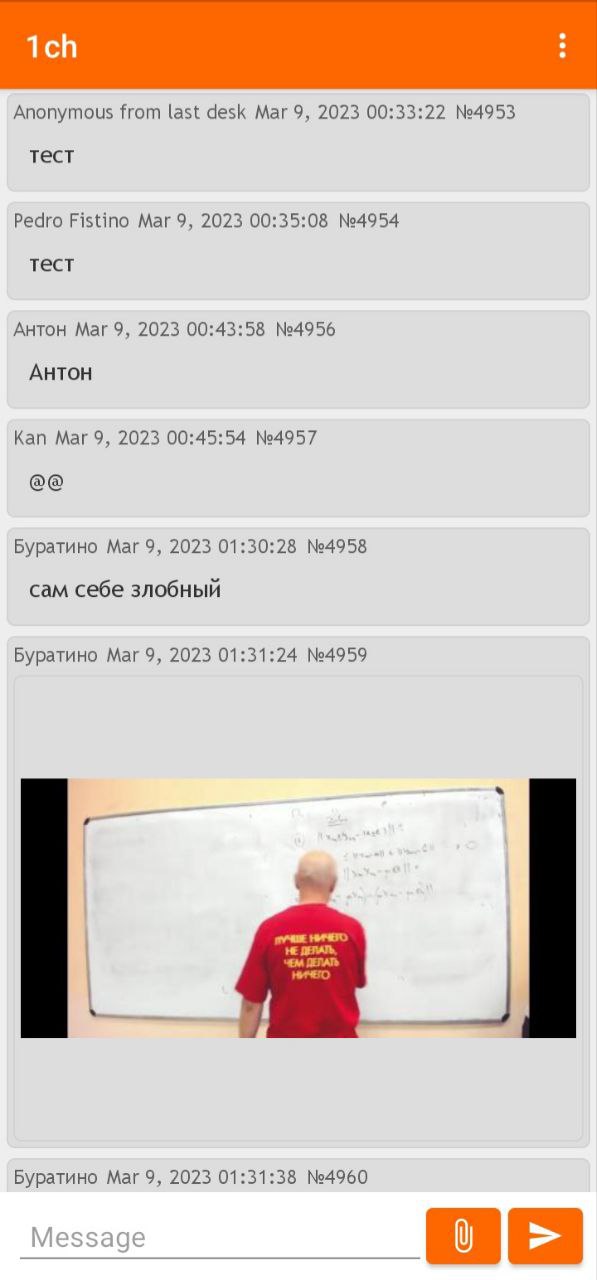 1ch
Anonymous from last desk Mar 9, 2023 00:33:22 №4953
тест
Pedro Fistino Mar 9, 2023 00:35:08 №4954
тест
Антон Mar 9, 2023 00:43:58 №4956
Антон
Kan Mar 9, 2023 00:45:54 №4957
@@
Буратино Mar 9, 2023 01:30:28 №4958
сам себе злобный
Буратино Mar 9, 2023 01:31:24 №4959
ЛУЧШЕ НИЧЕГО
НЕ ДЕЛАТЬ,
ЧЕМ ДЕЛАТЬ
НИЧЕГО
Буратино Mar 9, 2023 01:31:38 №4960
Message